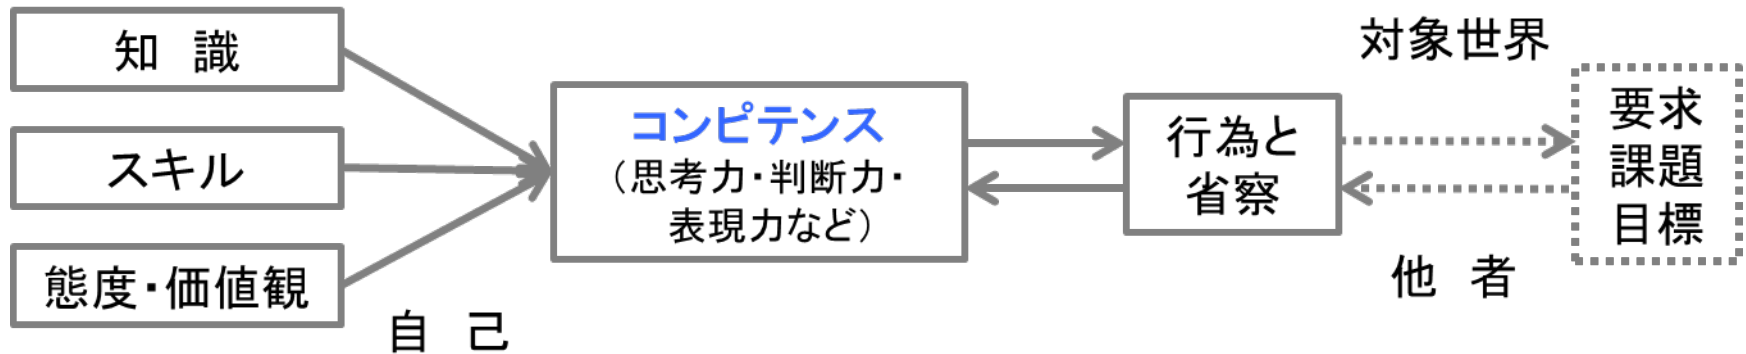 知　識
スキル
態度・価値観
自　己
コンピテンス
（思考力・判断力・
表現力など）
行為と
省察
対象世界
他　者
要求
課題
目標